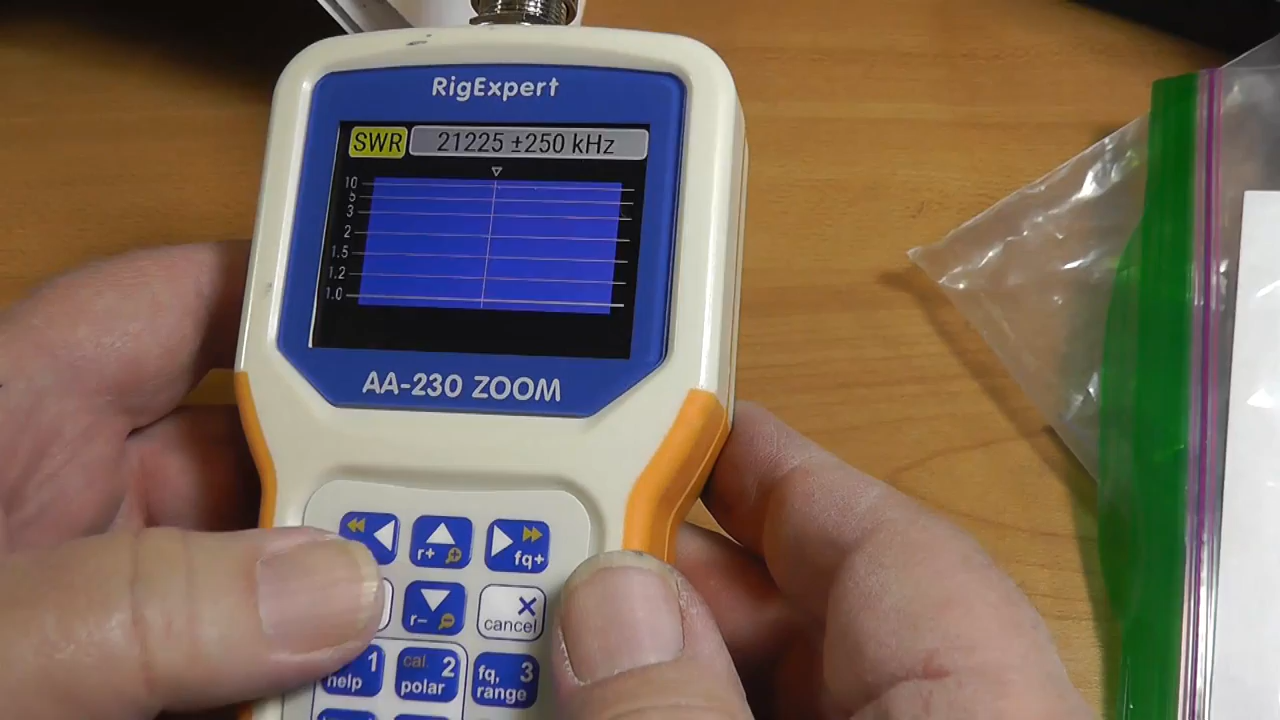 RigExpert
SWR 21225 ±250 kHz
10
5
3
2
1.5
1.2
1.0
AA-230 ZOOM
r+
fq+
r-
cancel
1
help
cal. 2
polar
fq, 3
range